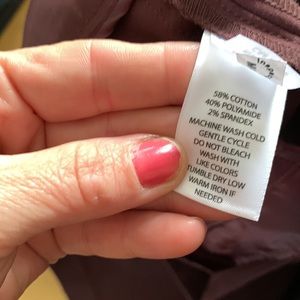 58% COTTON
40% POLYAMIDE
2% SPANDEX
MACHINE WASH COLD
GENTLE CYCLE
DO NOT BLEACH
WASH WITH
LIKE COLORS
TUMBLE DRY LOW
WARM IRON IF
NEEDED